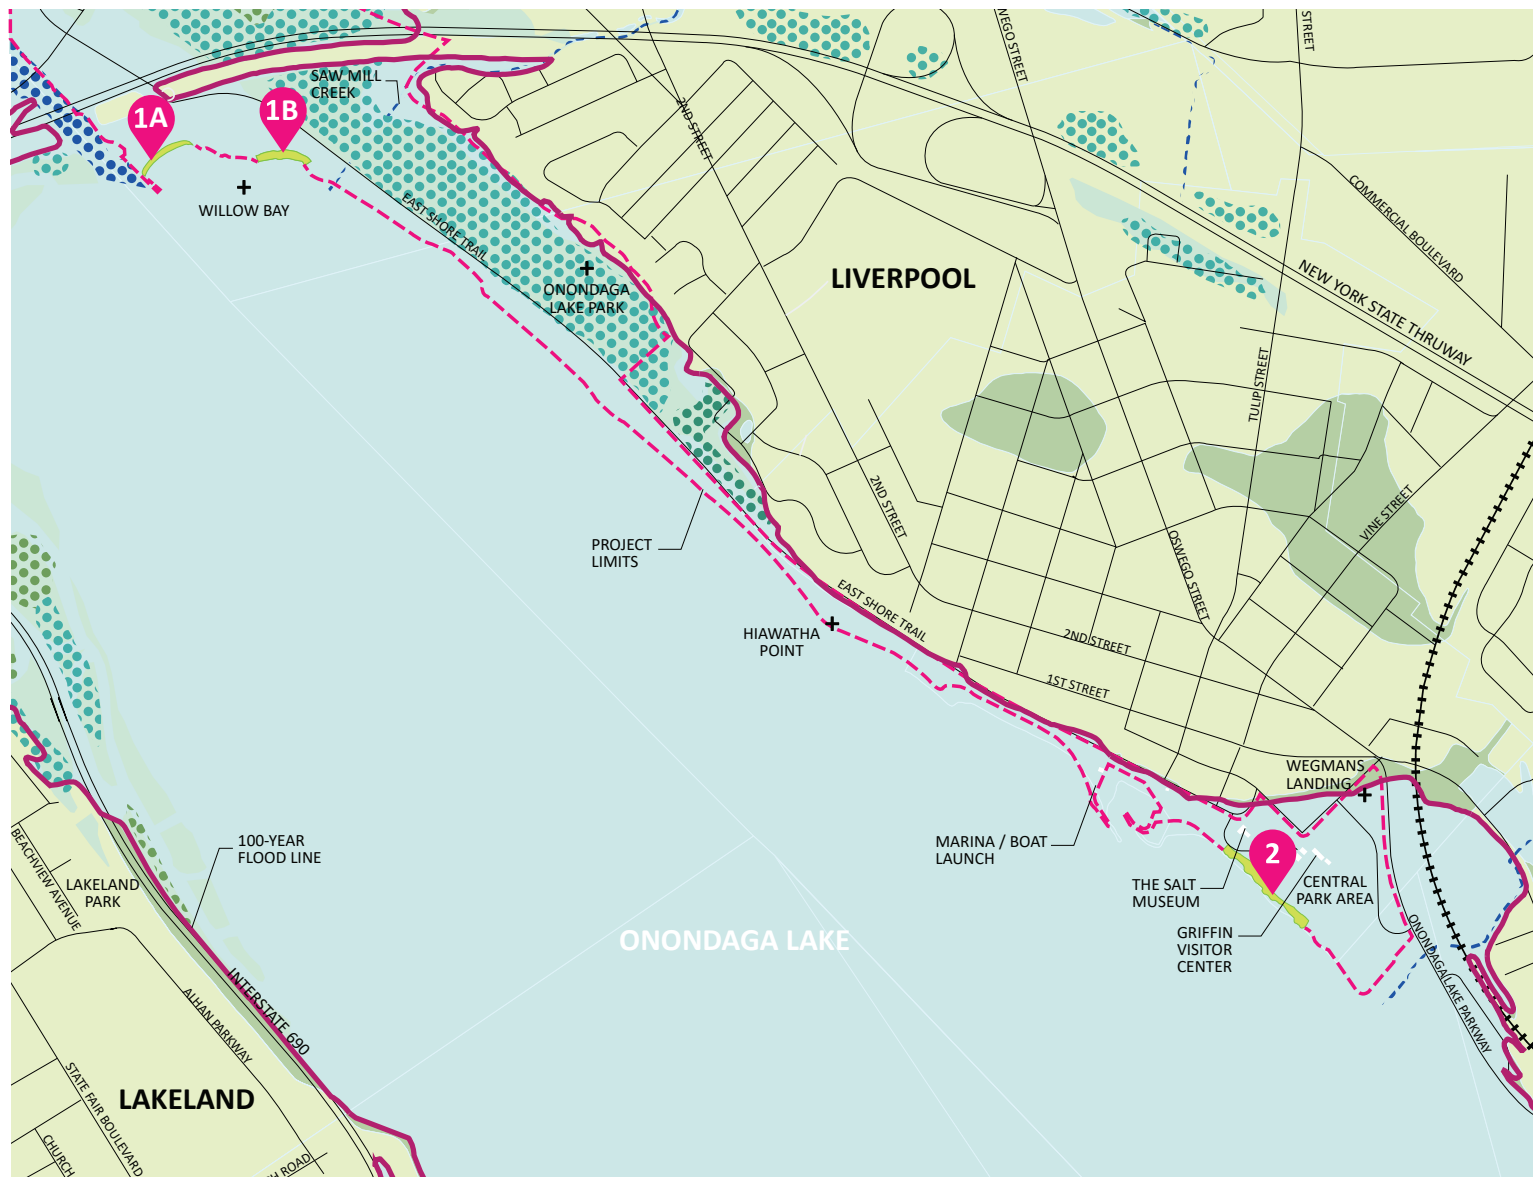 OSWEGO STREET
STREET
SAW MILL
CREEK
1A
1B
2ND STREET
WILLOW BAY
EAST SHORE TRAIL
COMMERCIAL BOULEVARD
ONONDAGA
LAKE PARK
LIVERPOOL
NEW YORK STATE THRUWAY
TULIP STREET
2ND STREET
VINE STREET
PROJECT
LIMITS
OSWEGO STREET
EAST SHORE TRAIL
HIAWATHA
POINT
2ND STREET
1ST STREET
WEGMANS
LANDING
100-YEAR
FLOOD LINE
MARINA / BOAT
LAUNCH
2
BEACHVIEW AVENUE
LAKELAND
PARK
THE SALT
MUSEUM
CENTRAL
PARK AREA
GRIFFIN
VISITOR
CENTER
ONONDAGA LAKE
ONONDAGA LAKE PARKWAY
INTERSTATE 690
ALHAN PARKWAY
LAKELAND
STATE FAIR BOULEVARD
CHURCH
ROAD